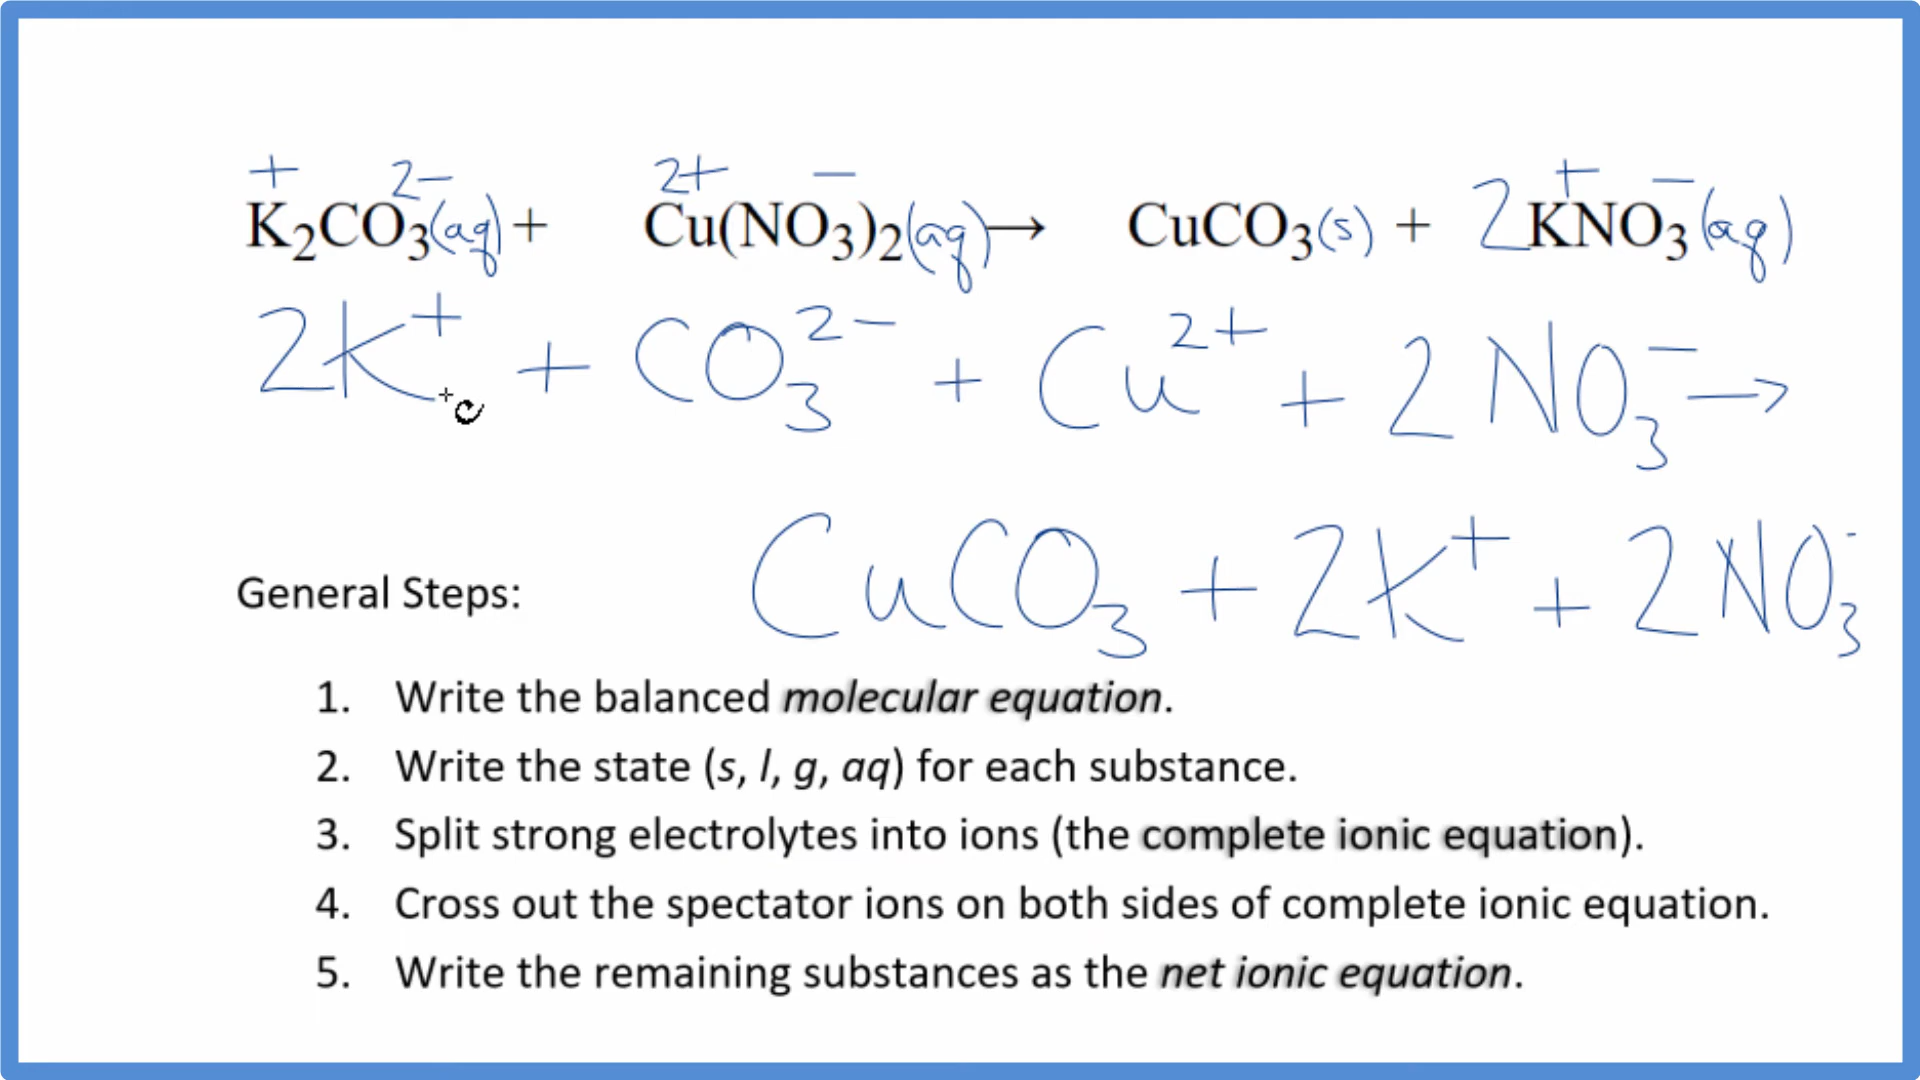 + 2− 2+ − + −
K₂CO₃(aq) + Cu(NO₃)₂(aq) → CuCO₃(s) + 2KNO₃(aq)
2K⁺ + CO₃²⁻ + Cu²⁺ + 2NO₃⁻ →
CuCO₃ + 2K⁺ + 2NO₃⁻
General Steps:
1. Write the balanced molecular equation.
2. Write the state (s, l, g, aq) for each substance.
3. Split strong electrolytes into ions (the complete ionic equation).
4. Cross out the spectator ions on both sides of complete ionic equation.
5. Write the remaining substances as the net ionic equation.